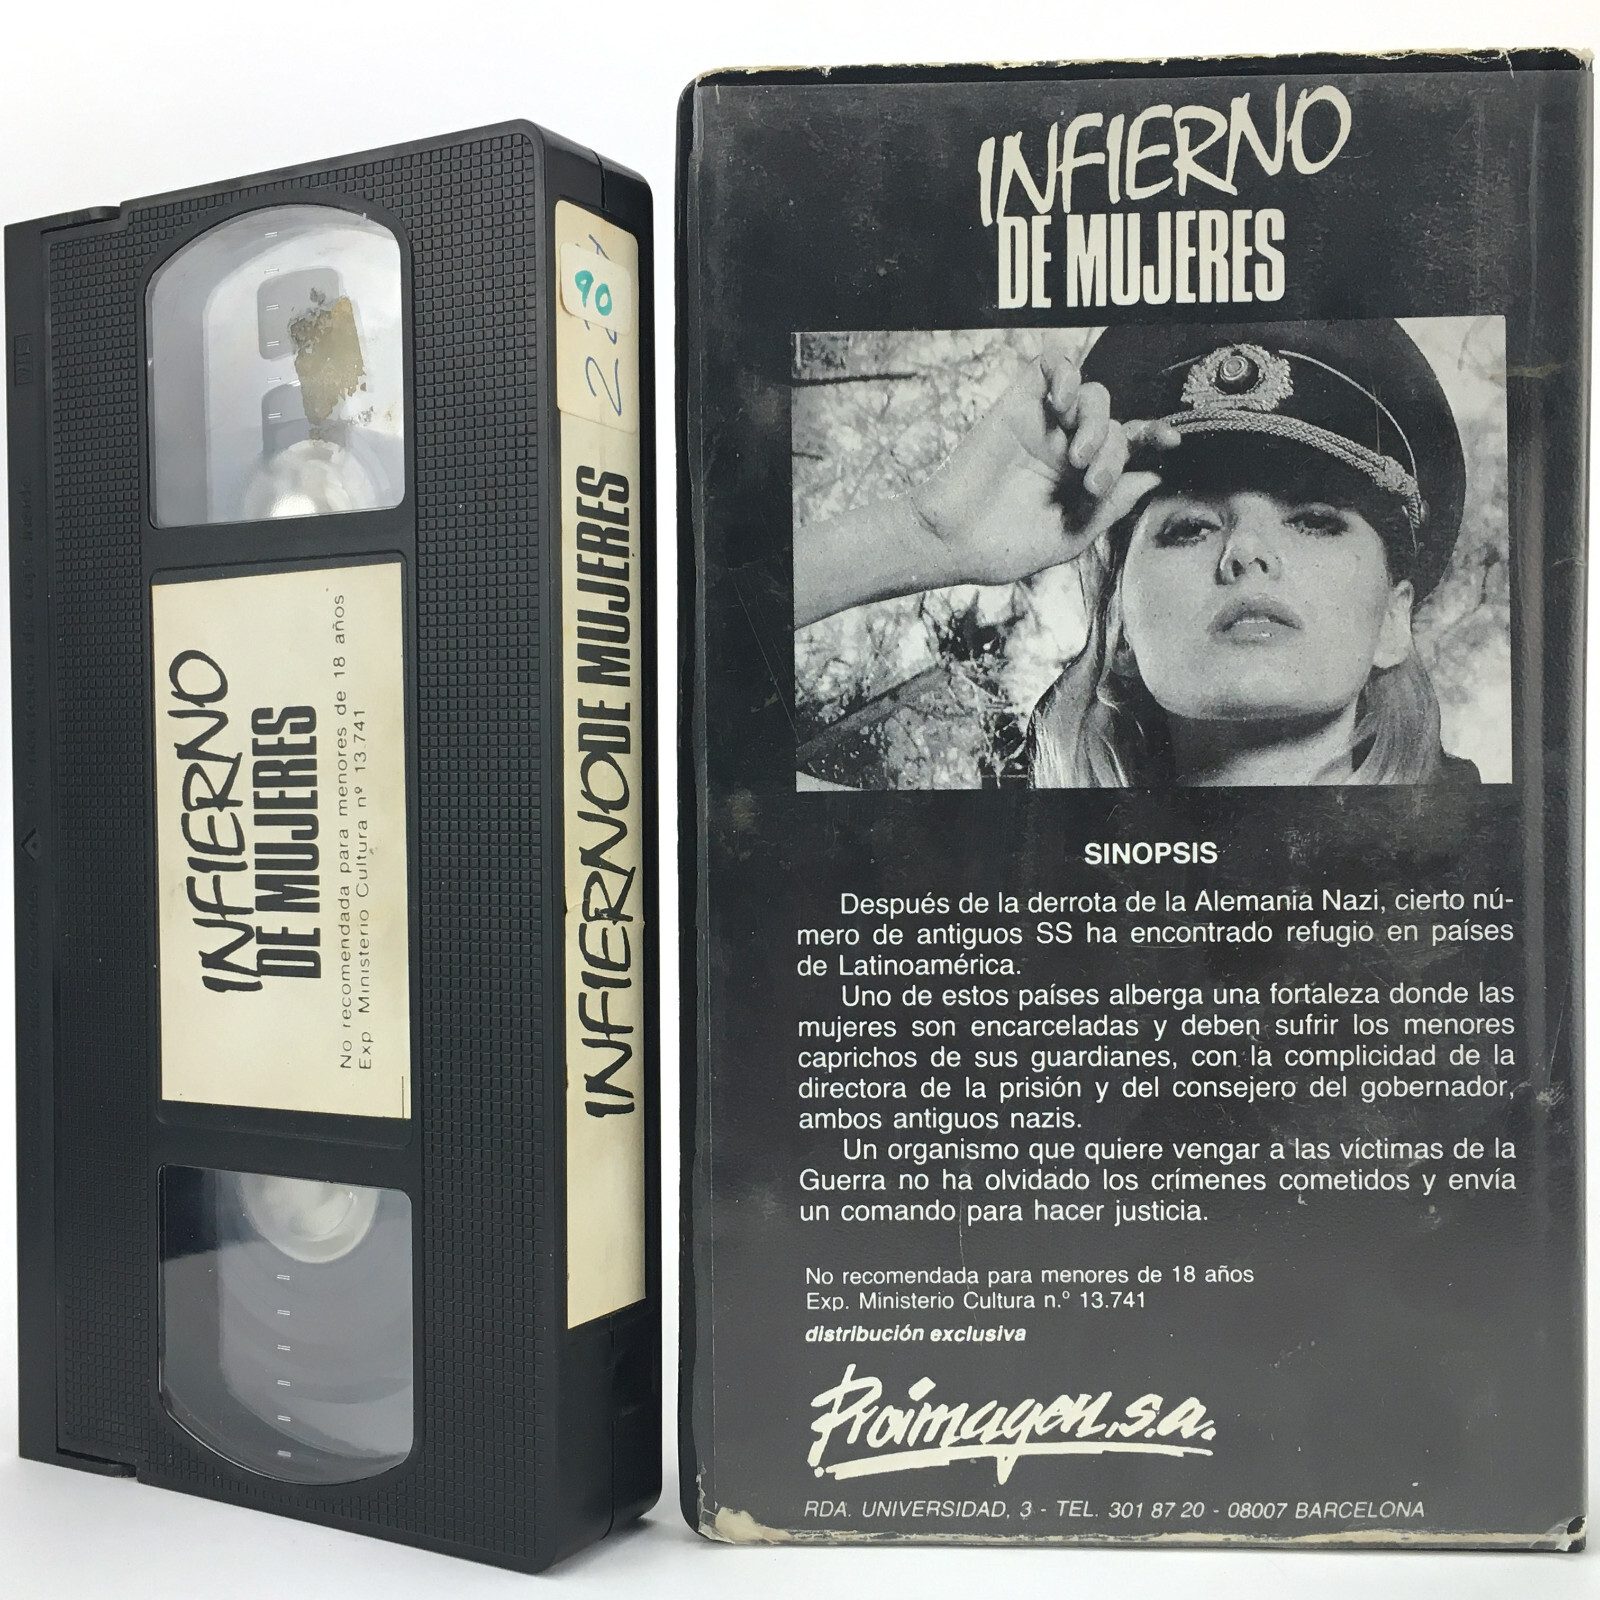 90
INFIERNO DE MUJERES
INFIERNO
DE MUJERES
No recomendada para menores de 18 años
Exp Ministerio Cultura nº 13.741
INFIERNO
DE MUJERES
SINOPSIS
Después de la derrota de la Alemania Nazi, cierto nú-
mero de antiguos SS ha encontrado refugio en países
de Latinoamérica.
Uno de estos países alberga una fortaleza donde las
mujeres son encarceladas y deben sufrir los menores
caprichos de sus guardianes, con la complicidad de la
directora de la prisión y del consejero del gobernador,
ambos antiguos nazis.
Un organismo que quiere vengar a las víctimas de la
Guerra no ha olvidado los crímenes cometidos y envía
un comando para hacer justicia.
No recomendada para menores de 18 años
Exp. Ministerio Cultura n.º 13.741
distribución exclusiva
Proimagen, s.a.
RDA. UNIVERSIDAD, 3 - TEL. 301 87 20 - 08007 BARCELONA